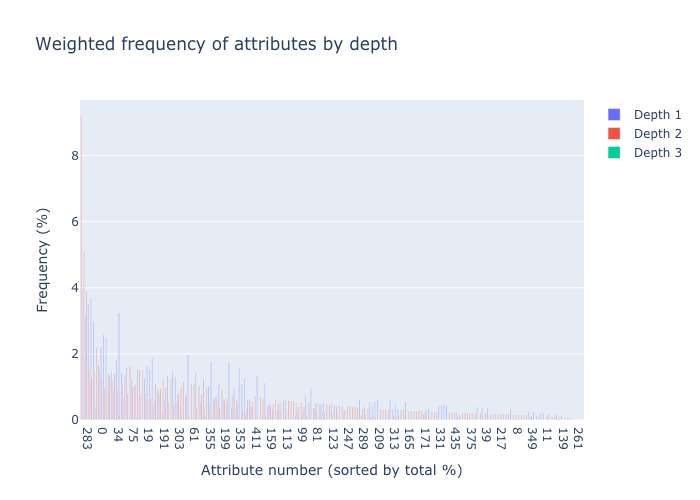 Weighted frequency of attributes by depth
Depth 1
Depth 2
Depth 3
8
6
4
2
0
Frequency (%)
283 0 34 75 19 191 303 61 355 199 353 411 159 113 99 81 123 247 289 209 313 165 171 331 435 375 39 217 8 349 11 139 261
Attribute number (sorted by total %)